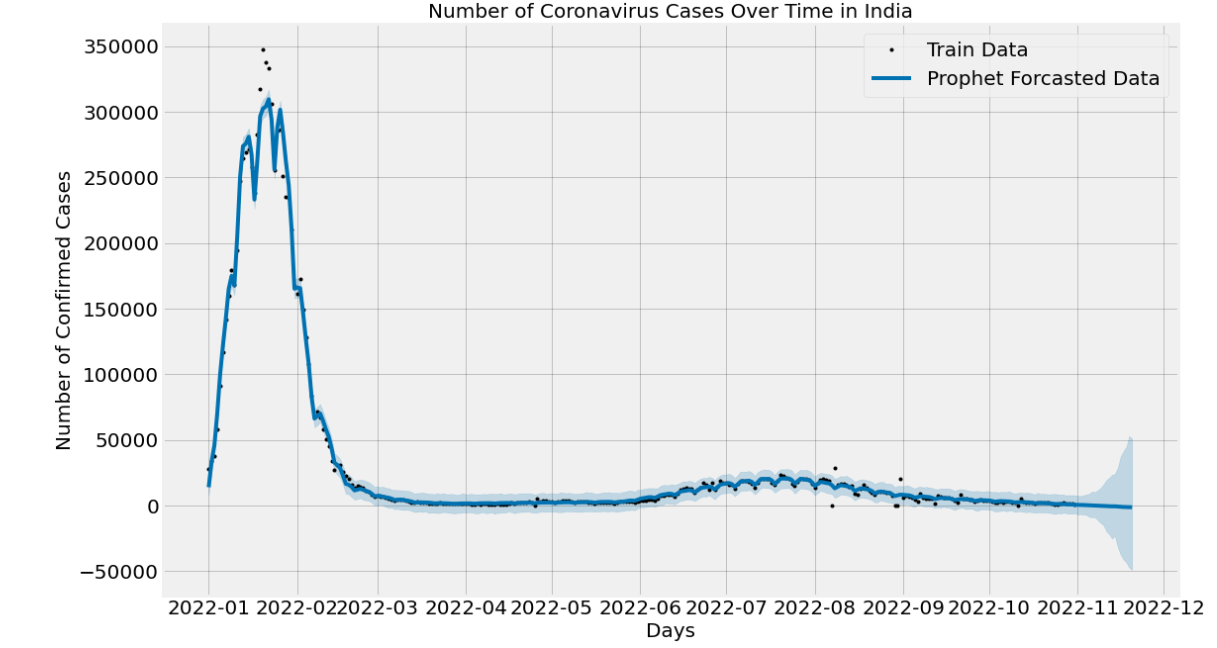 Number of Coronavirus Cases Over Time in India
Train Data
Prophet Forcasted Data
Number of Confirmed Cases
350000
300000
250000
200000
150000
100000
50000
0
−50000
2022-01 2022-02 2022-03 2022-04 2022-05 2022-06 2022-07 2022-08 2022-09 2022-10 2022-11 2022-12
Days